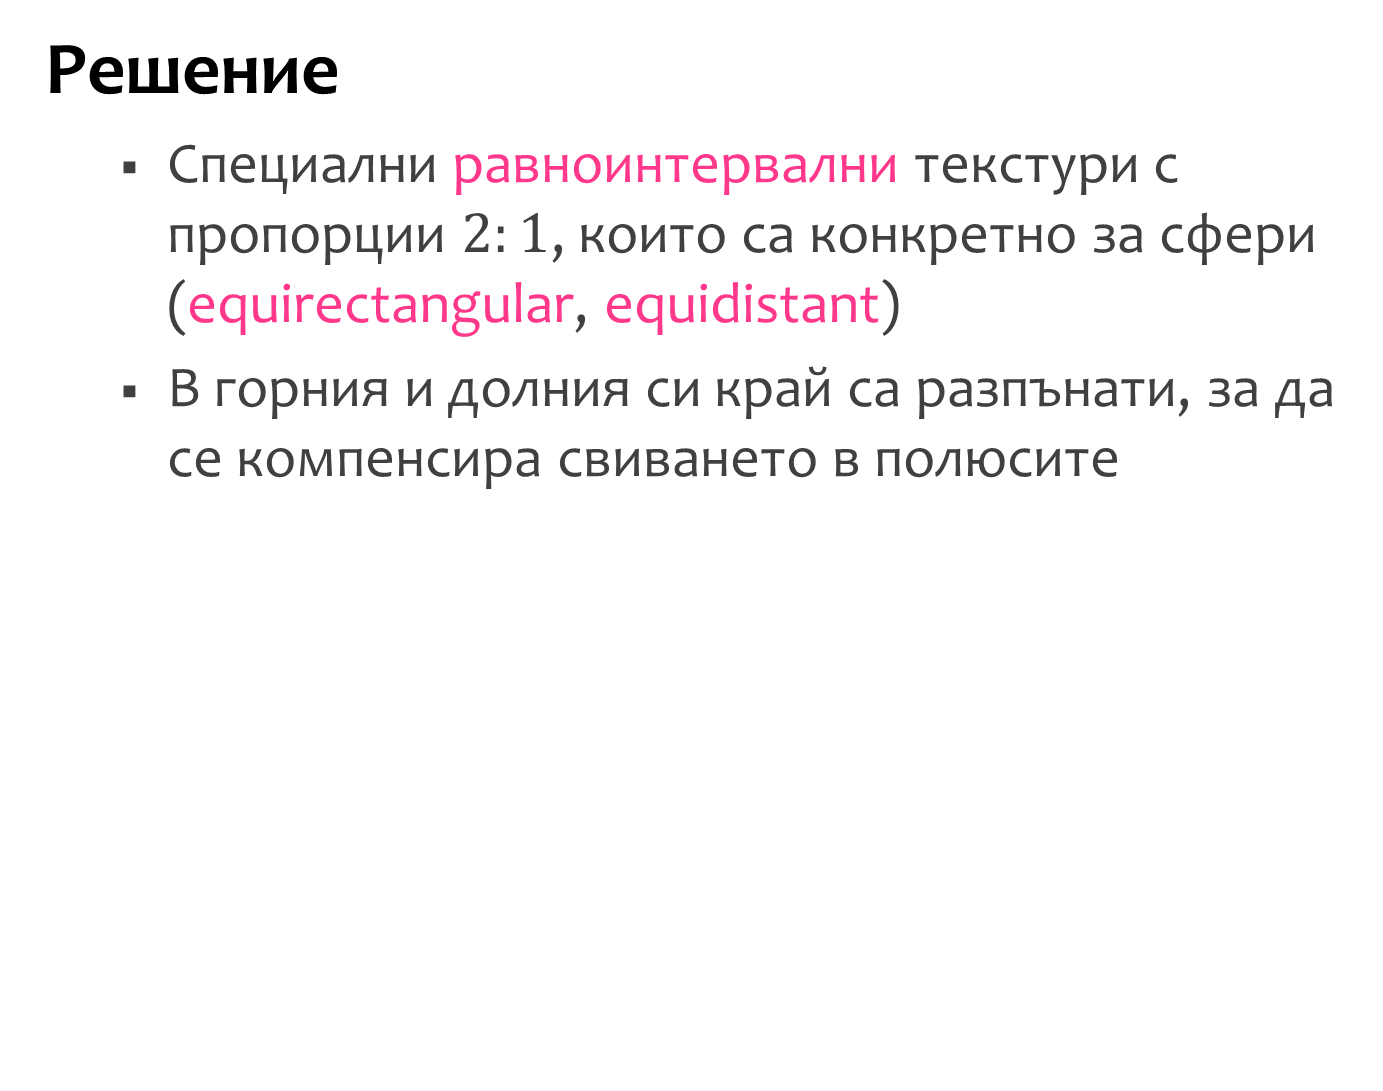 Решение
▪ Специални равноинтервални текстури с
пропорции 2: 1, които са конкретно за сфери
(equirectangular, equidistant)
▪ В горния и долния си край са разпънати, за да
се компенсира свиването в полюсите